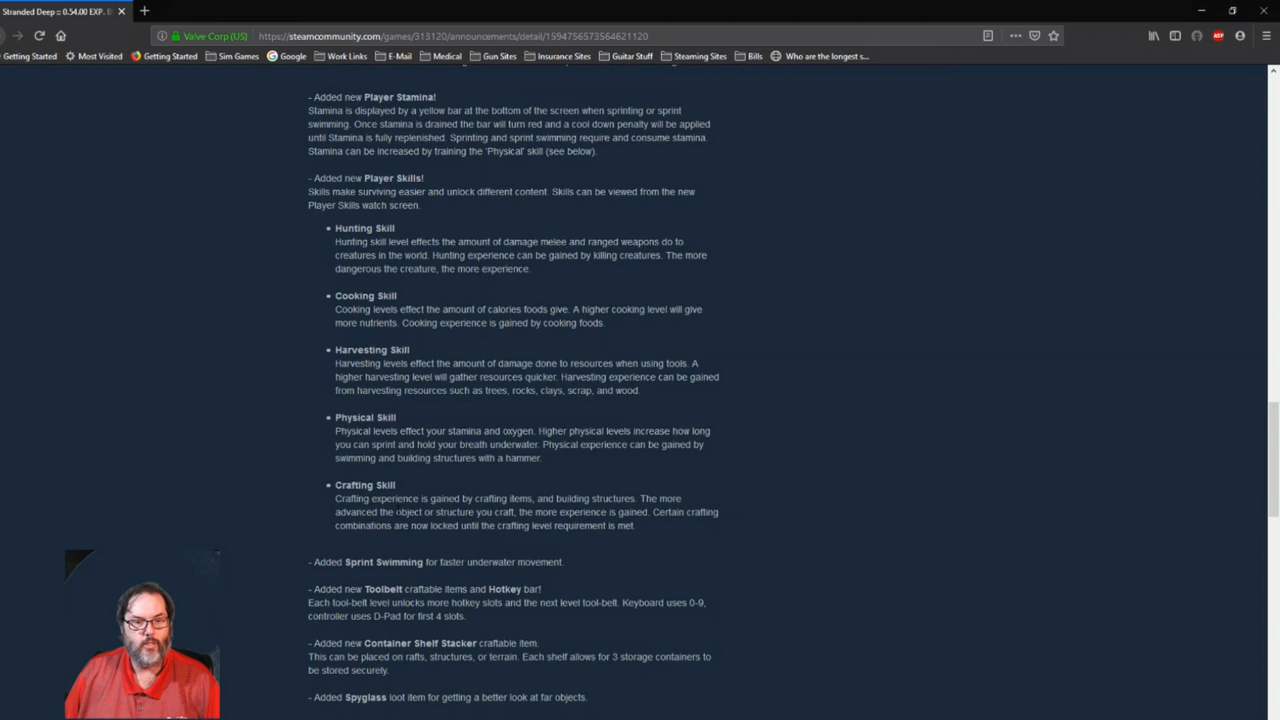 Stranded Deep :: 0.54.00 EXP.
Valve Corp (US)
https://steamcommunity.com/games/313120/announcements/detail/1594756573564621120
Getting Started Most Visited Getting Started Sim Games Google Work Links E-Mail Medical Gun Sites Insurance Sites Guitar Stuff Steaming Sites Bills Who are the longest s...
- Added new Player Stamina!
Stamina is displayed by a yellow bar at the bottom of the screen when sprinting or sprint
swimming. Once stamina is drained the bar will turn red and a cool down penalty will be applied
until Stamina is fully replenished. Sprinting and sprint swimming require and consume stamina.
Stamina can be increased by training the 'Physical' skill (see below).
- Added new Player Skills!
Skills make surviving easier and unlock different content. Skills can be viewed from the new
Player Skills watch screen.
• Hunting Skill
Hunting skill level effects the amount of damage melee and ranged weapons do to
creatures in the world. Hunting experience can be gained by killing creatures. The more
dangerous the creature, the more experience.
• Cooking Skill
Cooking levels effect the amount of calories foods give. A higher cooking level will give
more nutrients. Cooking experience is gained by cooking foods.
• Harvesting Skill
Harvesting levels effect the amount of damage done to resources when using tools. A
higher harvesting level will gather resources quicker. Harvesting experience can be gained
from harvesting resources such as trees, rocks, clays, scrap, and wood.
• Physical Skill
Physical levels effect your stamina and oxygen. Higher physical levels increase how long
you can sprint and hold your breath underwater. Physical experience can be gained by
swimming and building structures with a hammer.
• Crafting Skill
Crafting experience is gained by crafting items, and building structures. The more
advanced the object or structure you craft, the more experience is gained. Certain crafting
combinations are now locked until the crafting level requirement is met.
- Added Sprint Swimming for faster underwater movement.
- Added new Toolbelt craftable items and Hotkey bar!
Each tool-belt level unlocks more hotkey slots and the next level tool-belt. Keyboard uses 0-9,
controller uses D-Pad for first 4 slots.
- Added new Container Shelf Stacker craftable item.
This can be placed on rafts, structures, or terrain. Each shelf allows for 3 storage containers to
be stored securely.
- Added Spyglass loot item for getting a better look at far objects.